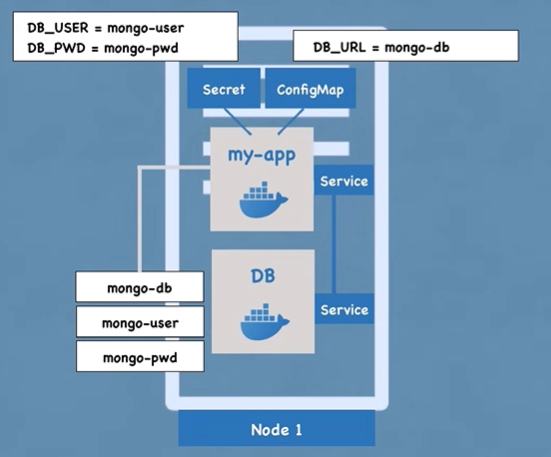 DB_USER = mongo-user
DB_PWD = mongo-pwd
DB_URL = mongo-db
Secret
ConfigMap
my-app
Service
DB
mongo-db
mongo-user
mongo-pwd
Service
Node 1